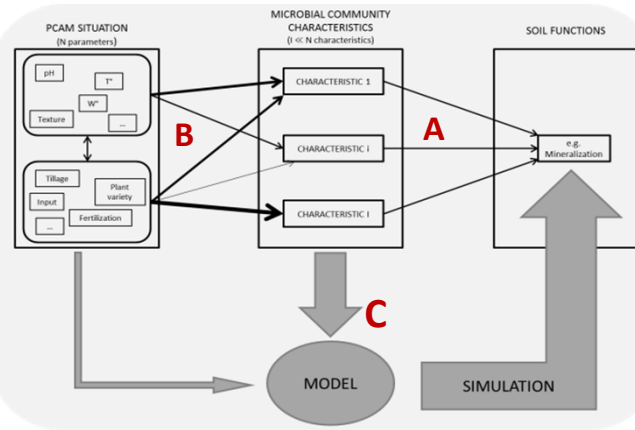 PCAM SITUATION
(N parameters)
MICROBIAL COMMUNITY
CHARACTERISTICS
(I ≪ N characteristics)
SOIL FUNCTIONS
pH
T°
W°
Texture
...
Tillage
Input
Plant
variety
Fertilization
...
B
CHARACTERISTIC 1
CHARACTERISTIC i
CHARACTERISTIC I
A
e.g.
Mineralization
C
MODEL
SIMULATION